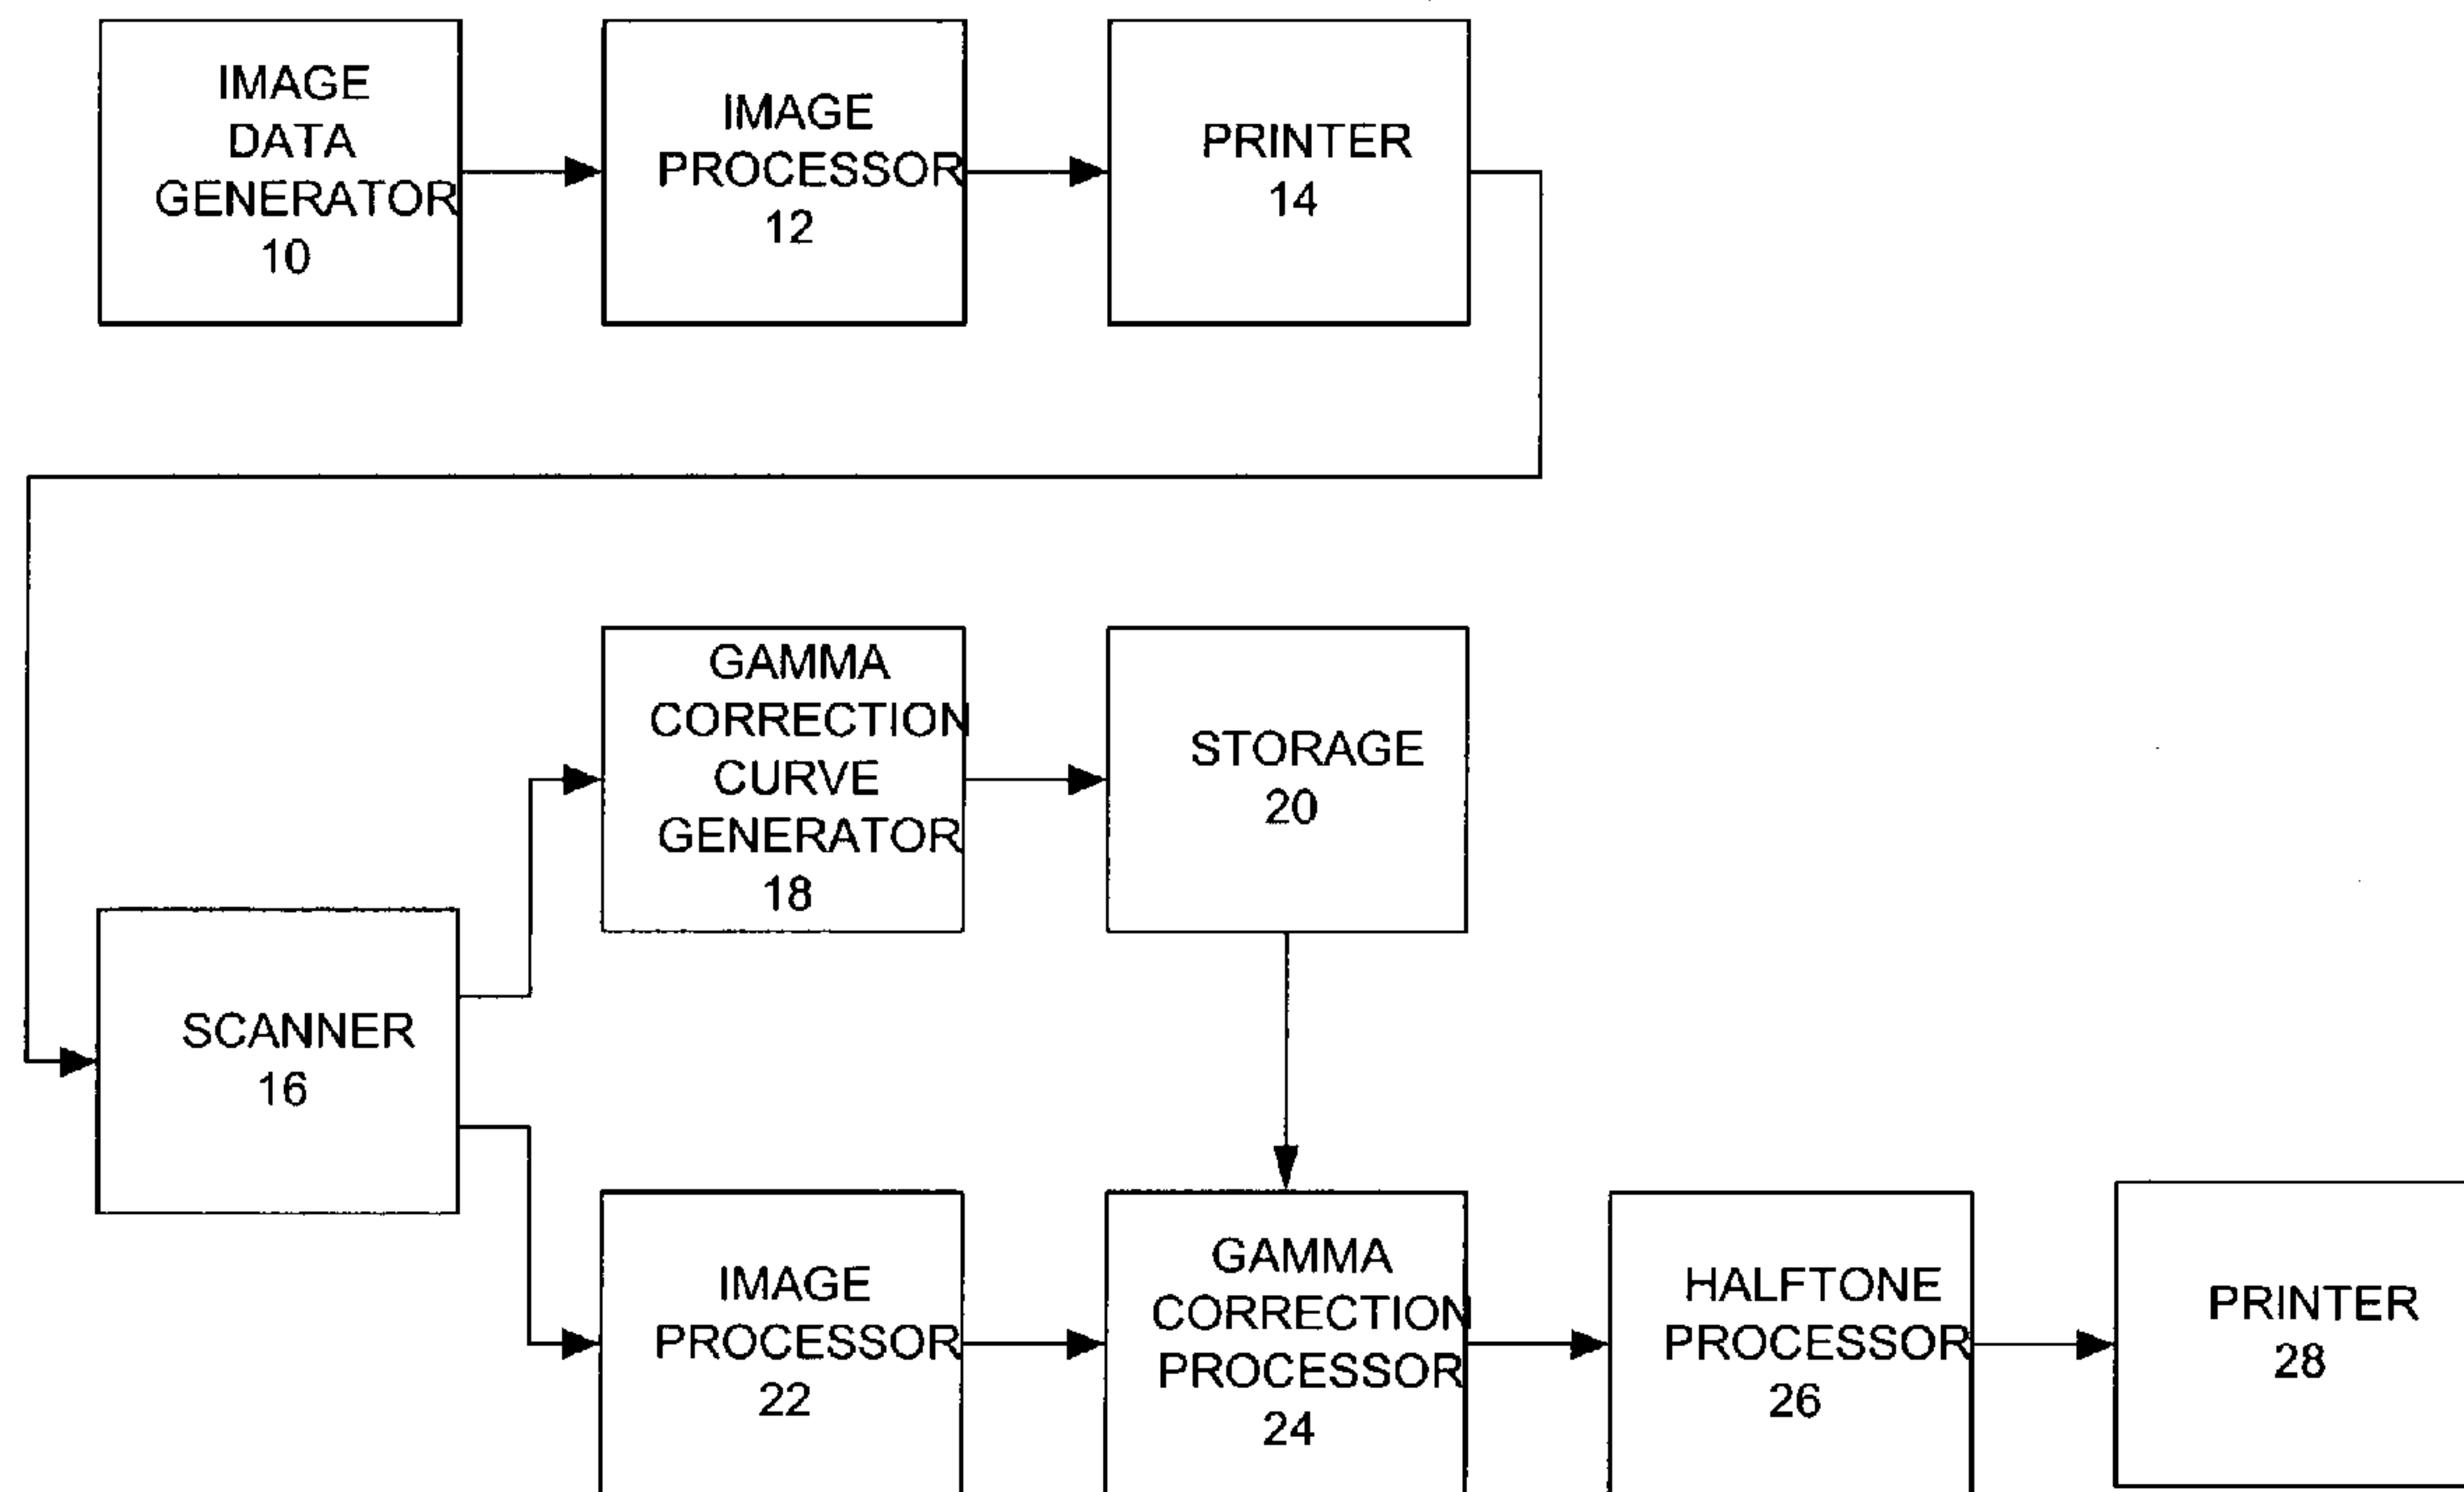 IMAGE
DATA
GENERATOR
10
IMAGE
PROCESSOR
12
PRINTER
14
GAMMA
CORRECTION
CURVE
GENERATOR
18
STORAGE
20
SCANNER
16
IMAGE
PROCESSOR
22
GAMMA
CORRECTION
PROCESSOR
24
HALFTONE
PROCESSOR
26
PRINTER
28